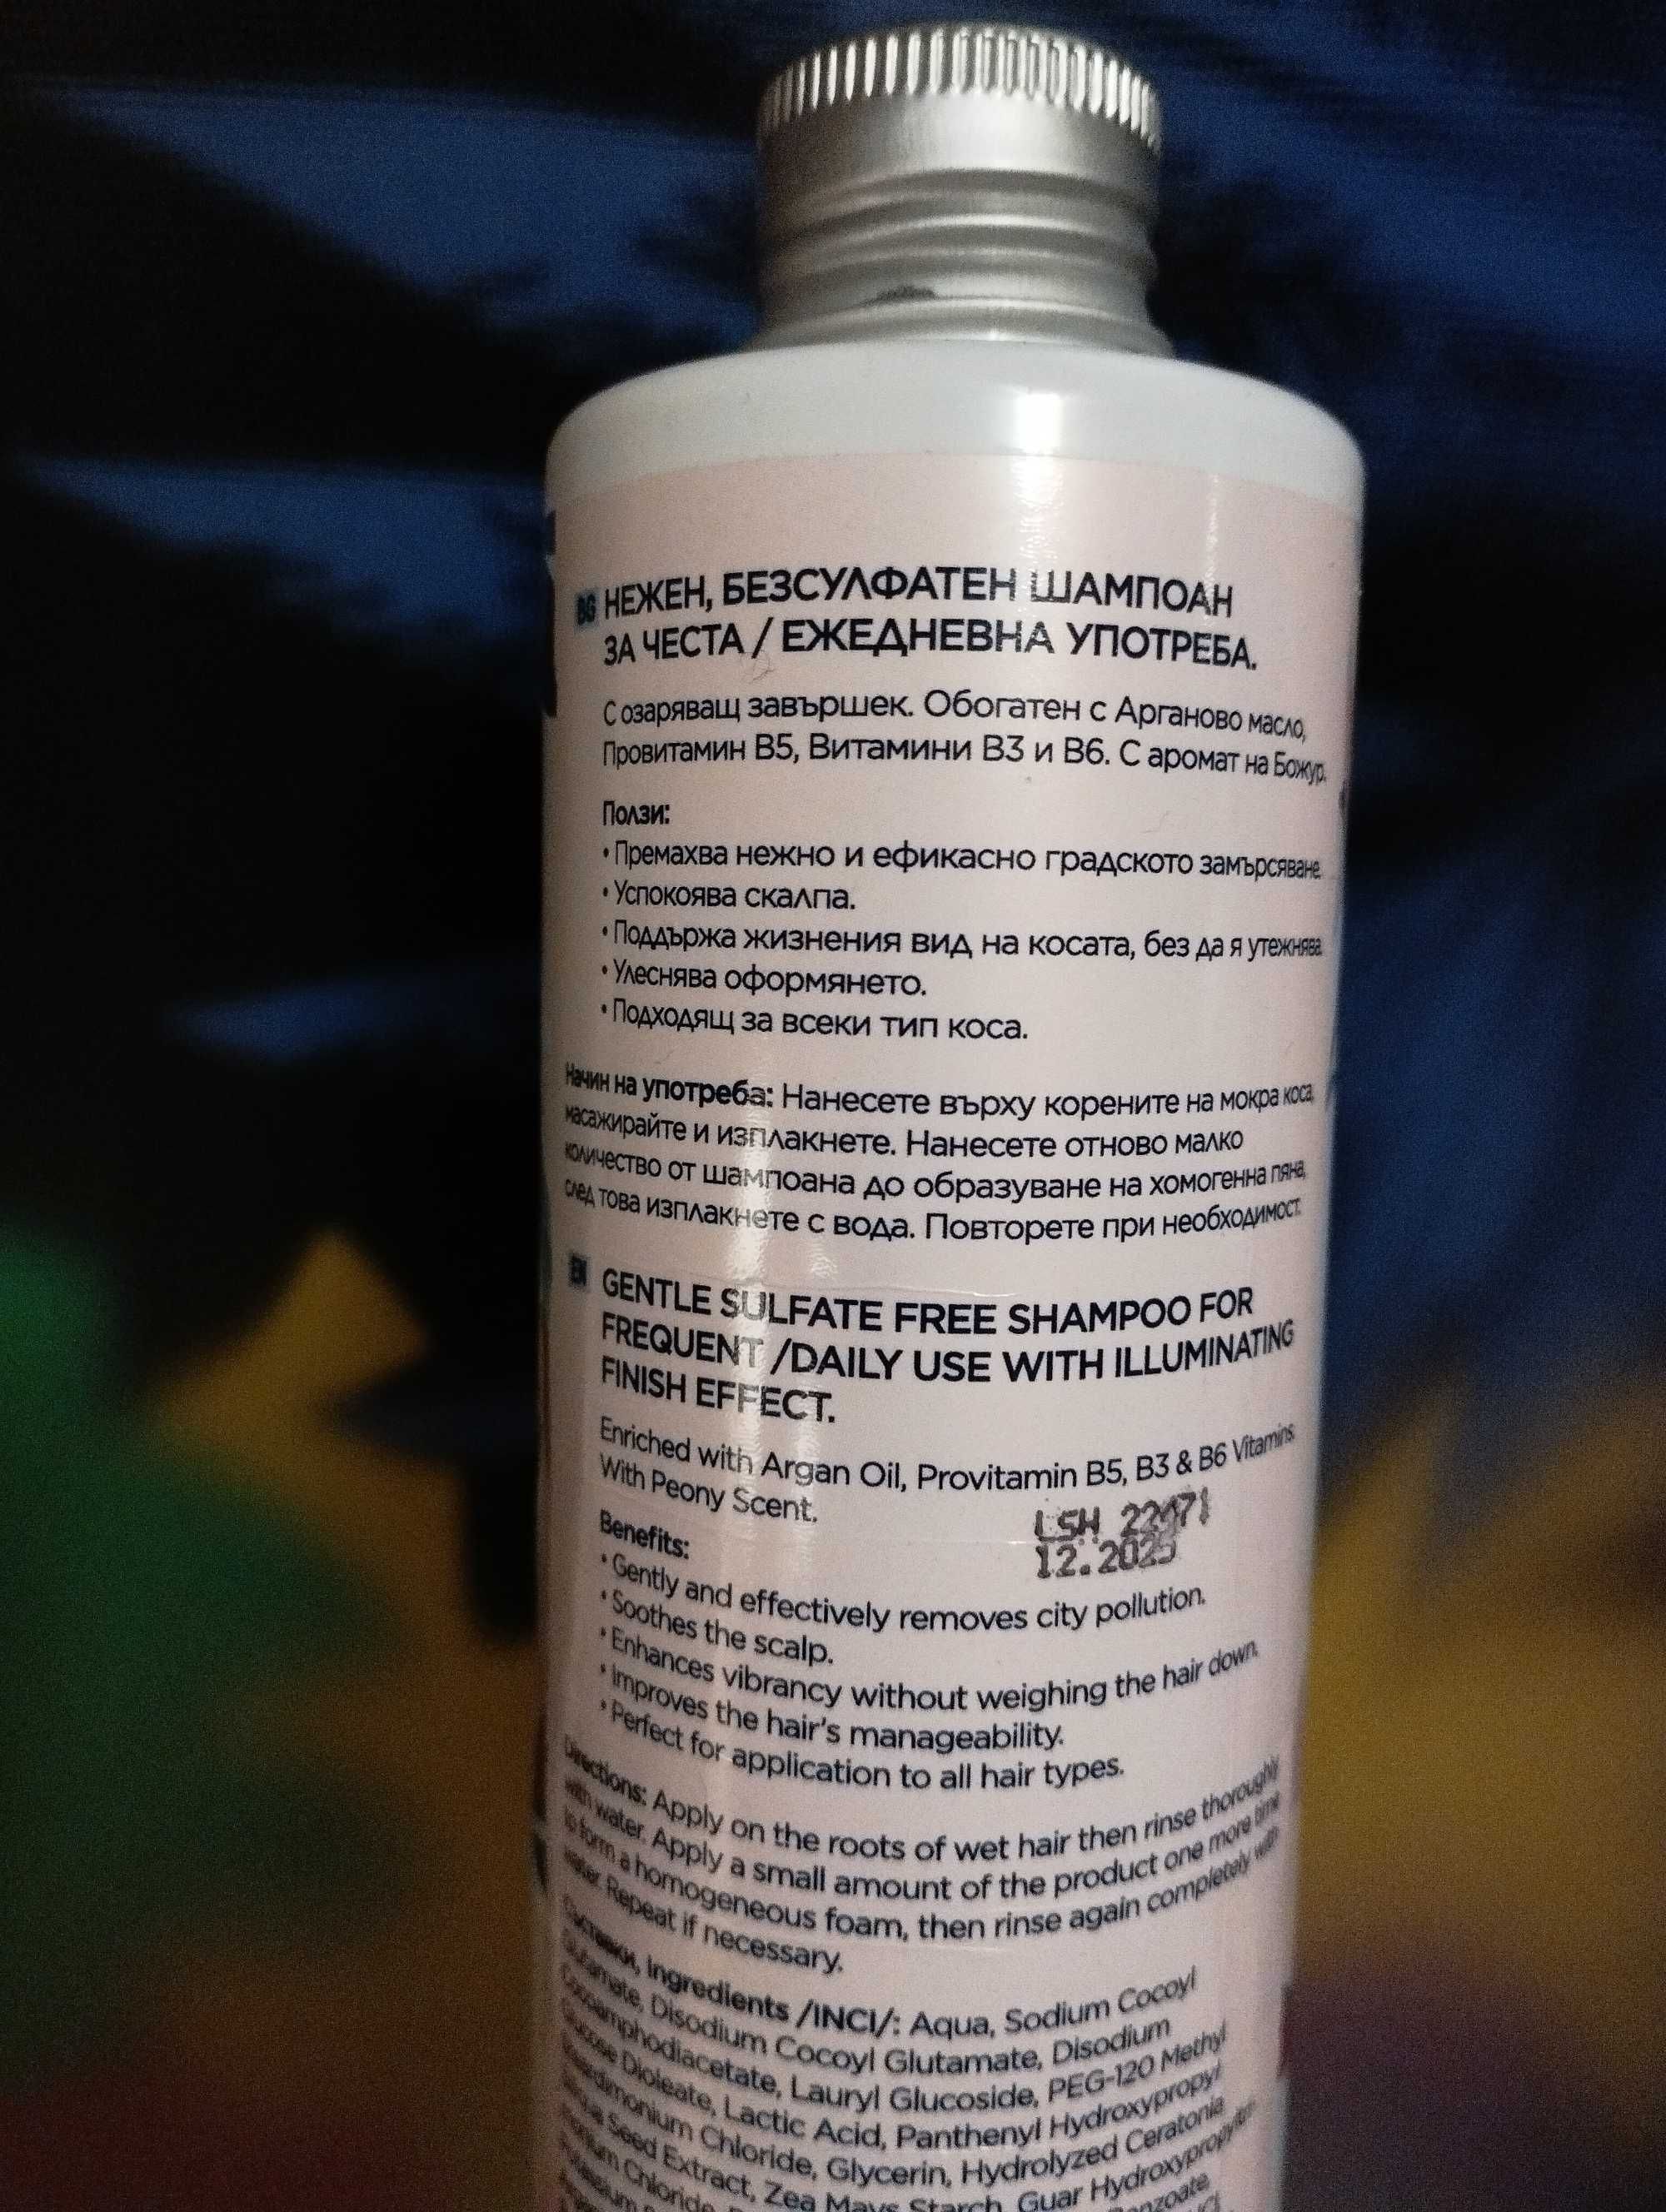 BG НЕЖЕН, БЕЗСУЛФАТЕН ШАМПОАН
ЗА ЧЕСТА / ЕЖЕДНЕВНА УПОТРЕБА.
С озаряващ завършек. Обогатен с Арганово масло,
Провитамин В5, Витамини В3 и В6. С аромат на Божур.
Ползи:
• Премахва нежно и ефикасно градското замърсяване.
• Успокоява скалпа.
• Поддържа жизнения вид на косата, без да я утежнява.
• Улеснява оформянето.
• Подходящ за всеки тип коса.
Начин на употреба: Нанесете върху корените на мокра коса,
масажирайте и изплакнете. Нанесете отново малко
количество от шампоана до образуване на хомогенна пяна,
след това изплакнете с вода. Повторете при необходимост.
EN GENTLE SULFATE FREE SHAMPOO FOR
FREQUENT /DAILY USE WITH ILLUMINATING
FINISH EFFECT.
Enriched with Argan Oil, Provitamin B5, B3 & B6 Vitamins.
With Peony Scent.
LSH
12.2025
Benefits:
• Gently and effectively removes city pollution.
• Soothes the scalp.
• Enhances vibrancy without weighing the hair down.
• Improves the hair's manageability.
• Perfect for application to all hair types.
Directions: Apply on the roots of wet hair then rinse thoroughly
with water. Apply a small amount of the product one more time
to form a homogeneous foam, then rinse again completely with
water. Repeat if necessary.
Съставки, Ingredients /INCI/: Aqua, Sodium Cocoyl
Glutamate, Disodium Cocoyl Glutamate, Disodium
Cocoamphodiacetate, Lauryl Glucoside, PEG-120 Methyl
Glucose Dioleate, Lactic Acid, Panthenyl Hydroxypropyl
Steardimonium Chloride, Glycerin, Hydrolyzed Ceratonia
Siliqua Seed Extract, Zea Mays Starch, Guar Hydroxypropyltri-
monium Chloride,
Potassium